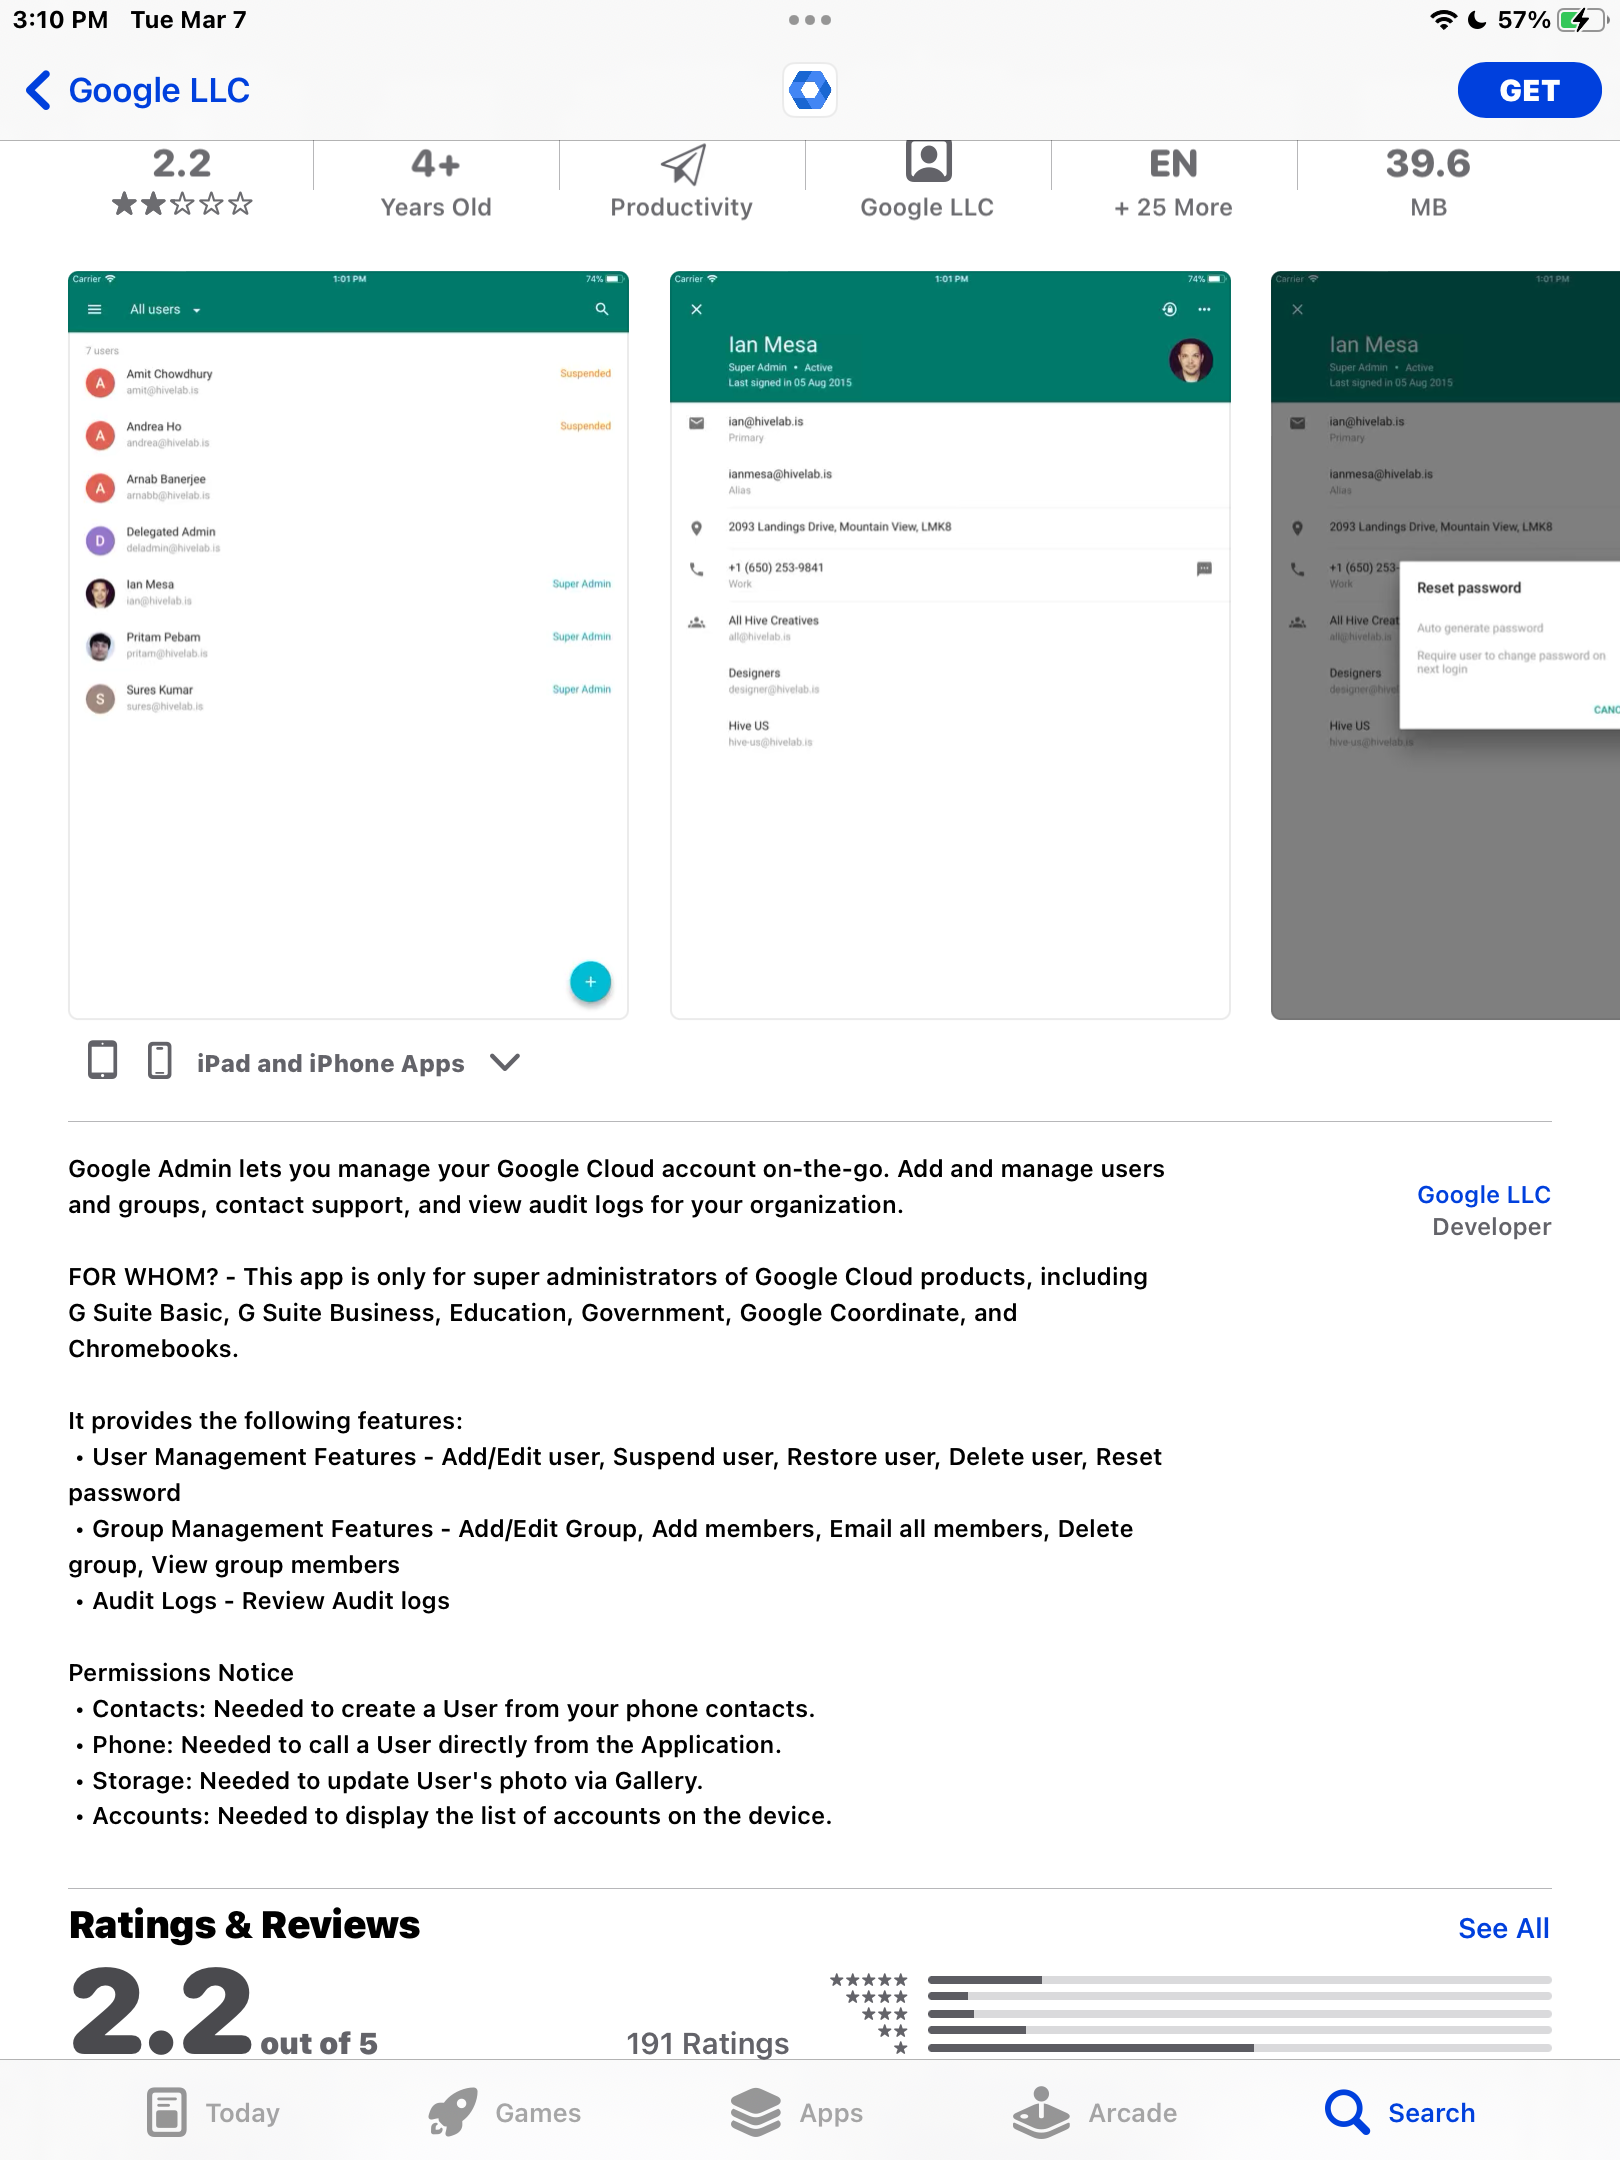 3:10 PM Tue Mar 7
57%
Google LLC
GET
2.2
4+
Years Old
Productivity
Google LLC
EN
+ 25 More
39.6
MB
Carrier
1:01 PM
74%
All users
7 users
A
Amit Chowdhury
Suspended
amit@hivelab.is
A
Andrea Ho
Suspended
andrea@hivelab.is
A
Arnab Banerjee
arnabb@hivelab.is
D
Delegated Admin
deladmin@hivelab.is
Ian Mesa
Super Admin
ian@hivelab.is
Pritam Pebam
Super Admin
pritam@hivelab.is
S
Sures Kumar
Super Admin
sures@hivelab.is
+
Carrier
1:01 PM
74%
Ian Mesa
Super Admin • Active
Last signed in 05 Aug 2015
ian@hivelab.is
Primary
ianmesa@hivelab.is
Alias
2093 Landings Drive, Mountain View, LMK8
+1 (650) 253-9841
Work
All Hive Creatives
all@hivelab.is
Designers
designer@hivelab.is
Hive US
hive-us@hivelab.is
Carrier
1:01 PM
Ian Mesa
Super Admin • Active
Last signed in 05 Aug 2015
ian@hivelab.is
Primary
ianmesa@hivelab.is
Alias
2093 Landings Drive, Mountain View, LMK8
+1 (650) 253-
Work
All Hive Creat
all@hivelab.is
Designers
designer@hivel
Hive US
hive-us@hivelab.is
Reset password
Auto generate password
Require user to change password on
next login
CANC
iPad and iPhone Apps
Google Admin lets you manage your Google Cloud account on-the-go. Add and manage users
and groups, contact support, and view audit logs for your organization.
Google LLC
Developer
FOR WHOM? - This app is only for super administrators of Google Cloud products, including
G Suite Basic, G Suite Business, Education, Government, Google Coordinate, and
Chromebooks.
It provides the following features:
• User Management Features - Add/Edit user, Suspend user, Restore user, Delete user, Reset
password
• Group Management Features - Add/Edit Group, Add members, Email all members, Delete
group, View group members
• Audit Logs - Review Audit logs
Permissions Notice
• Contacts: Needed to create a User from your phone contacts.
• Phone: Needed to call a User directly from the Application.
• Storage: Needed to update User's photo via Gallery.
• Accounts: Needed to display the list of accounts on the device.
Ratings & Reviews
See All
2.2 out of 5
191 Ratings
Today
Games
Apps
Arcade
Search